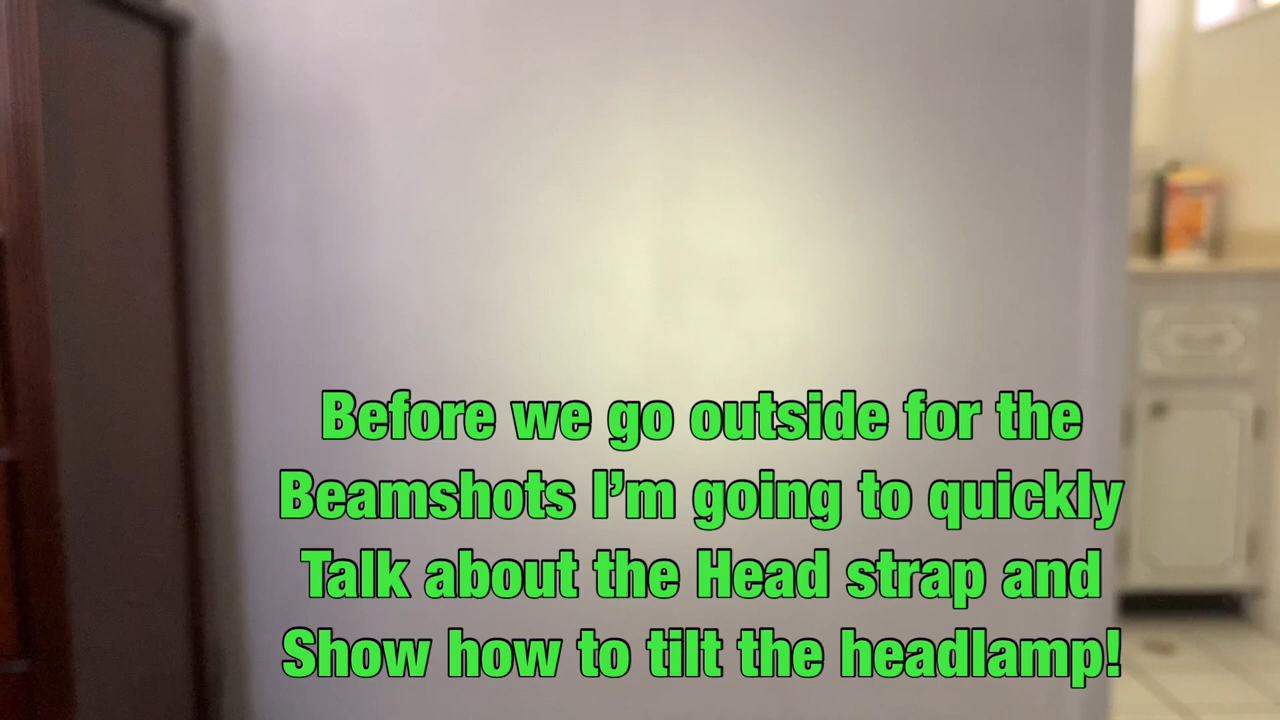 Before we go outside for the
Beamshots I’m going to quickly
Talk about the Head strap and
Show how to tilt the headlamp!